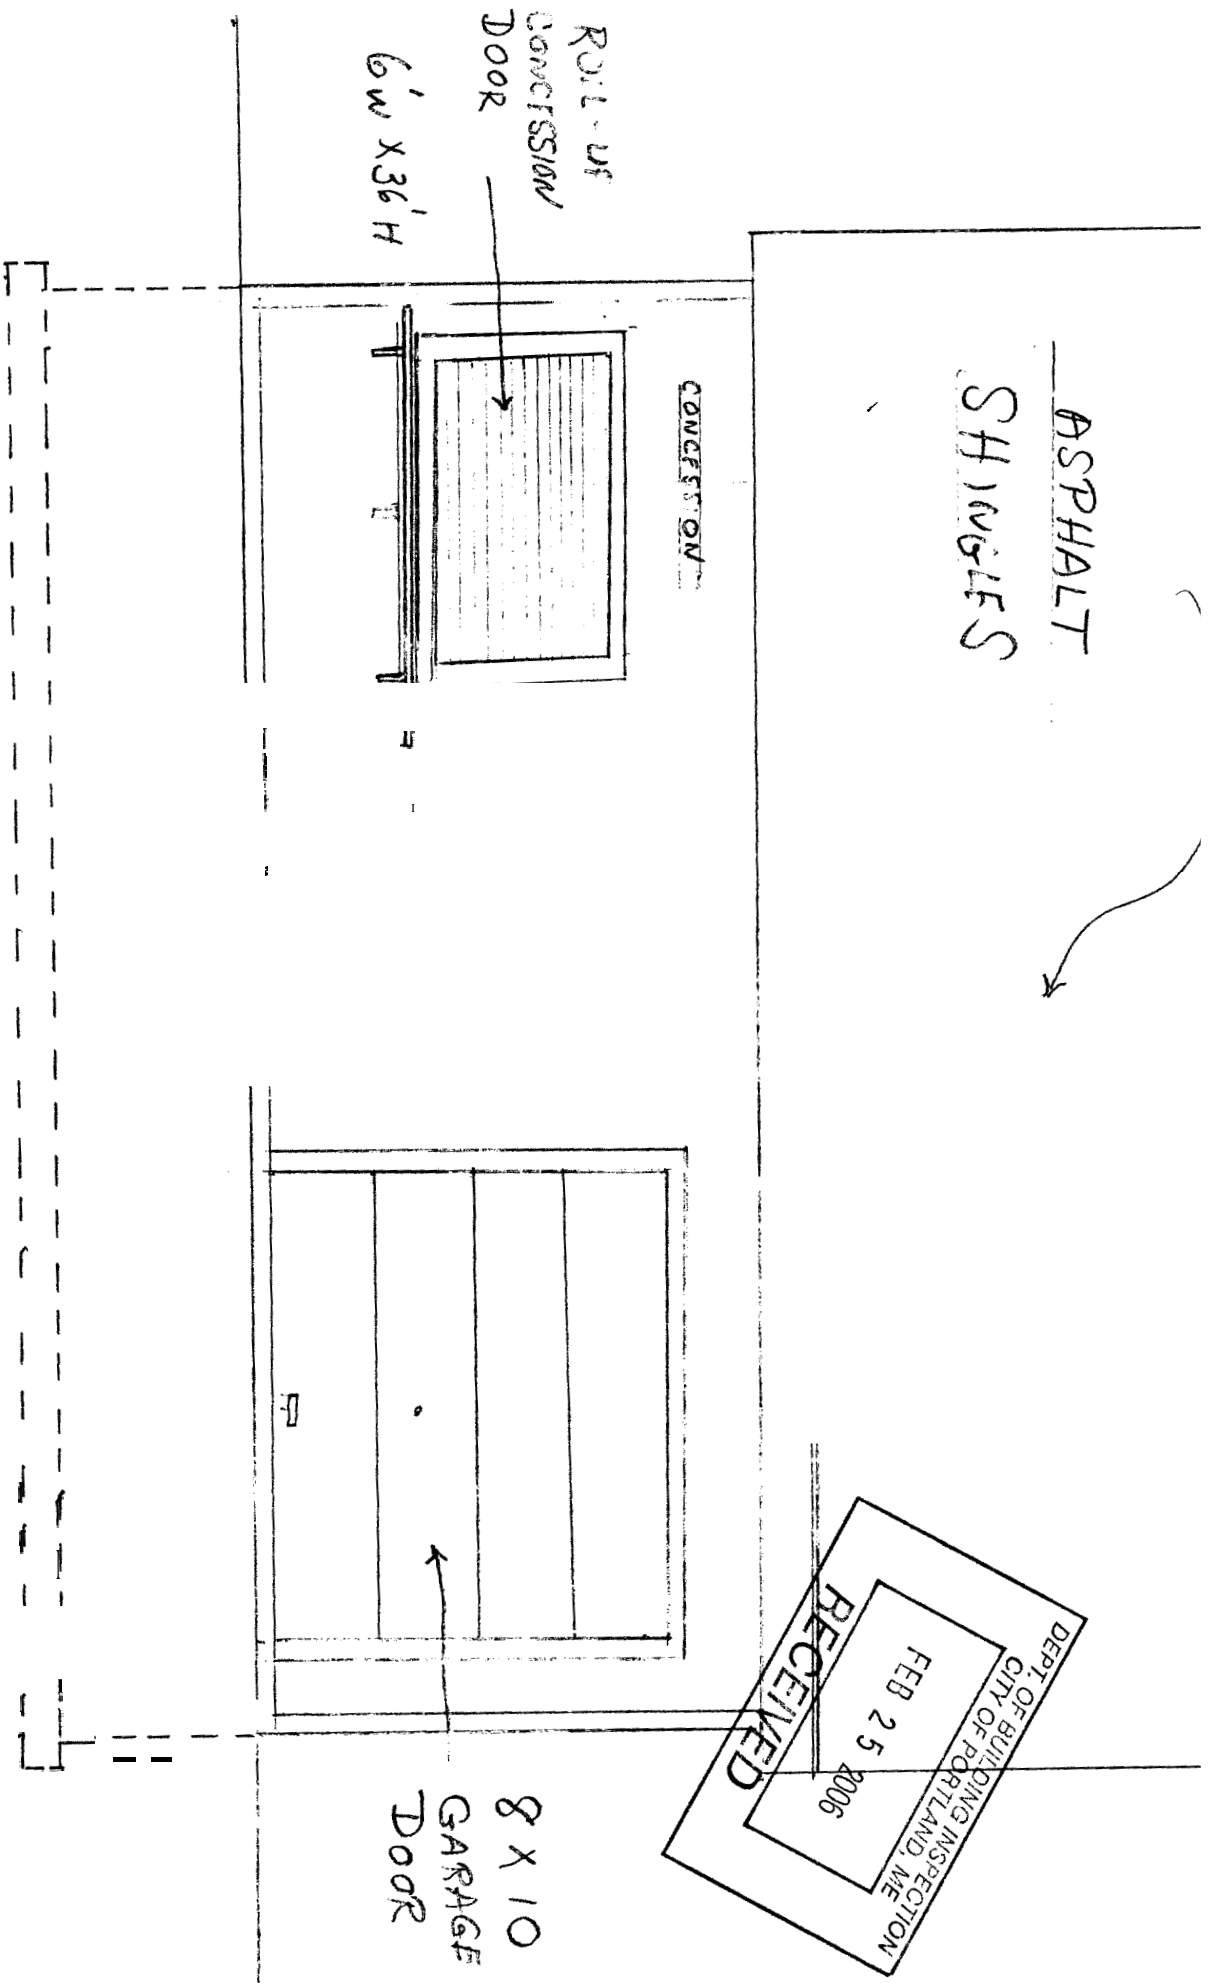 ASPHALT
SHINGLES
CONCESSION
ROLL-UP
CONCESSION
DOOR
6'W X 36'H
8 X 10
GARAGE
DOOR
DEPT. OF BUILDING INSPECTION
CITY OF PORTLAND, ME
FEB 25 2006
RECEIVED